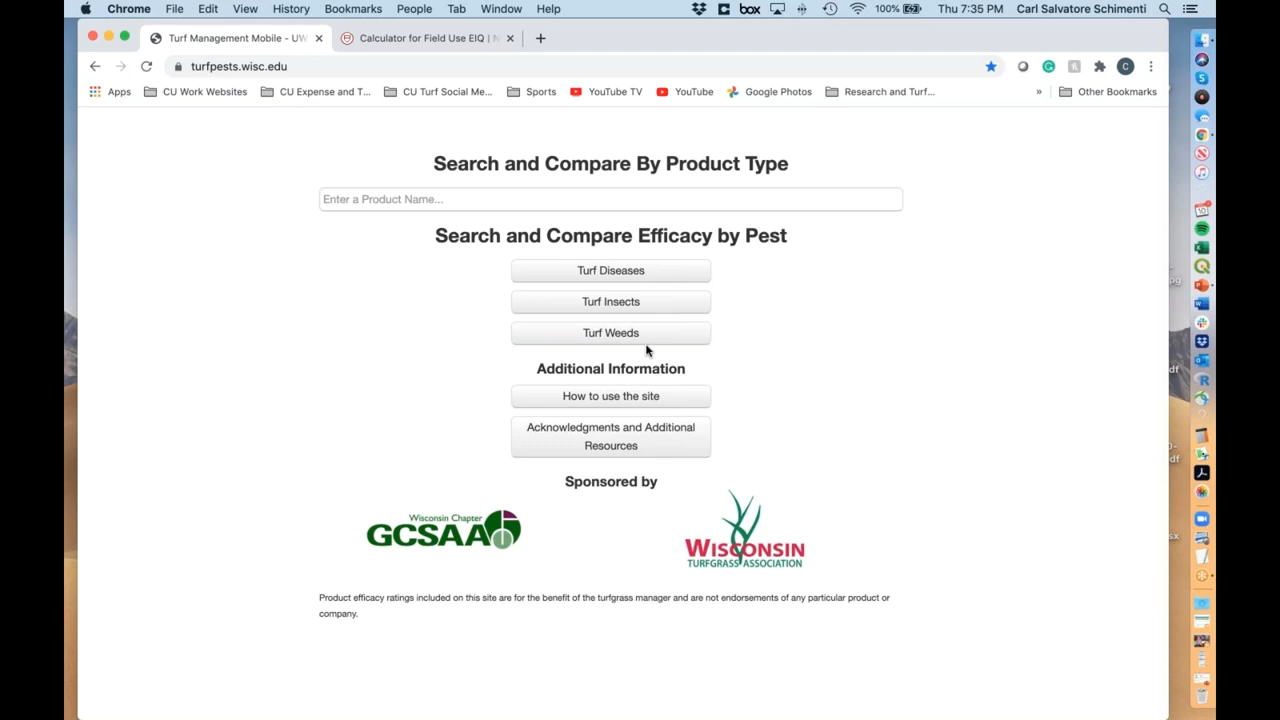 Chrome File Edit View History Bookmarks People Tab Window Help box 100% Thu 7:35 PM Carl Salvatore Schimenti
Turf Management Mobile - UW Calculator for Field Use EIQ | N
turfpests.wisc.edu C
Apps CU Work Websites CU Expense and T... CU Turf Social Me... Sports YouTube TV YouTube Google Photos Research and Turf... » Other Bookmarks
Search and Compare By Product Type
Enter a Product Name...
Search and Compare Efficacy by Pest
Turf Diseases
Turf Insects
Turf Weeds
Additional Information
How to use the site
Acknowledgments and Additional
Resources
Sponsored by
Wisconsin Chapter
GCSAA
WISCONSIN
TURFGRASS ASSOCIATION
Product efficacy ratings included on this site are for the benefit of the turfgrass manager and are not endorsements of any particular product or
company.